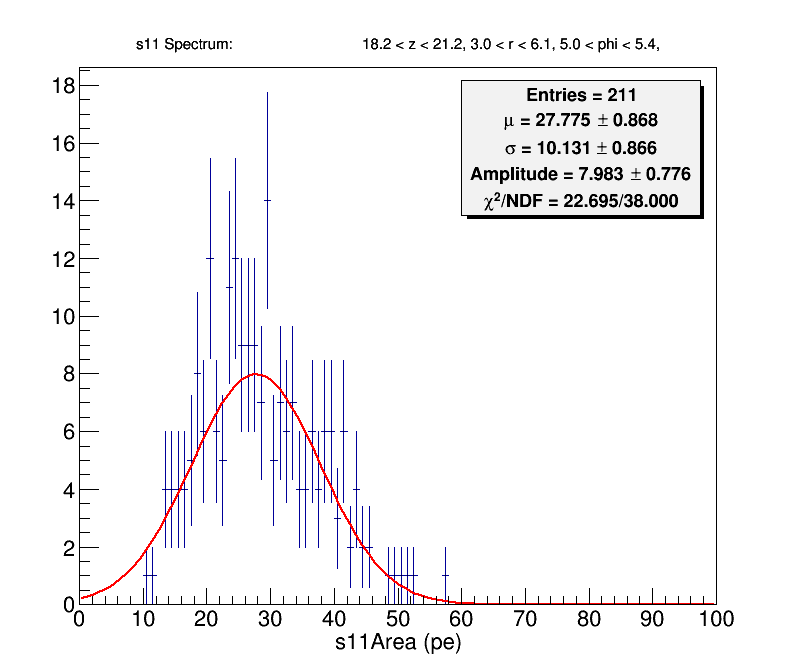 s11 Spectrum: 18.2 < z < 21.2, 3.0 < r < 6.1, 5.0 < phi < 5.4,
Entries = 211
μ = 27.775 ± 0.868
σ = 10.131 ± 0.866
Amplitude = 7.983 ± 0.776
χ²/NDF = 22.695/38.000
18
16
14
12
10
8
6
4
2
0
0 10 20 30 40 50 60 70 80 90 100
s11Area (pe)